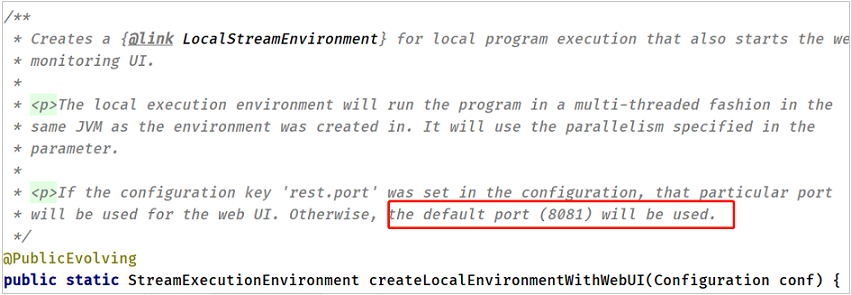 /**
 * Creates a {@link LocalStreamEnvironment} for local program execution that also starts the we
 * monitoring UI.
 *
 * <p>The local execution environment will run the program in a multi-threaded fashion in the
 * same JVM as the environment was created in. It will use the parallelism specified in the
 * parameter.
 *
 * <p>If the configuration key 'rest.port' was set in the configuration, that particular port
 * will be used for the web UI. Otherwise, the default port (8081) will be used.
 */
@PublicEvolving
public static StreamExecutionEnvironment createLocalEnvironmentWithWebUI(Configuration conf) {